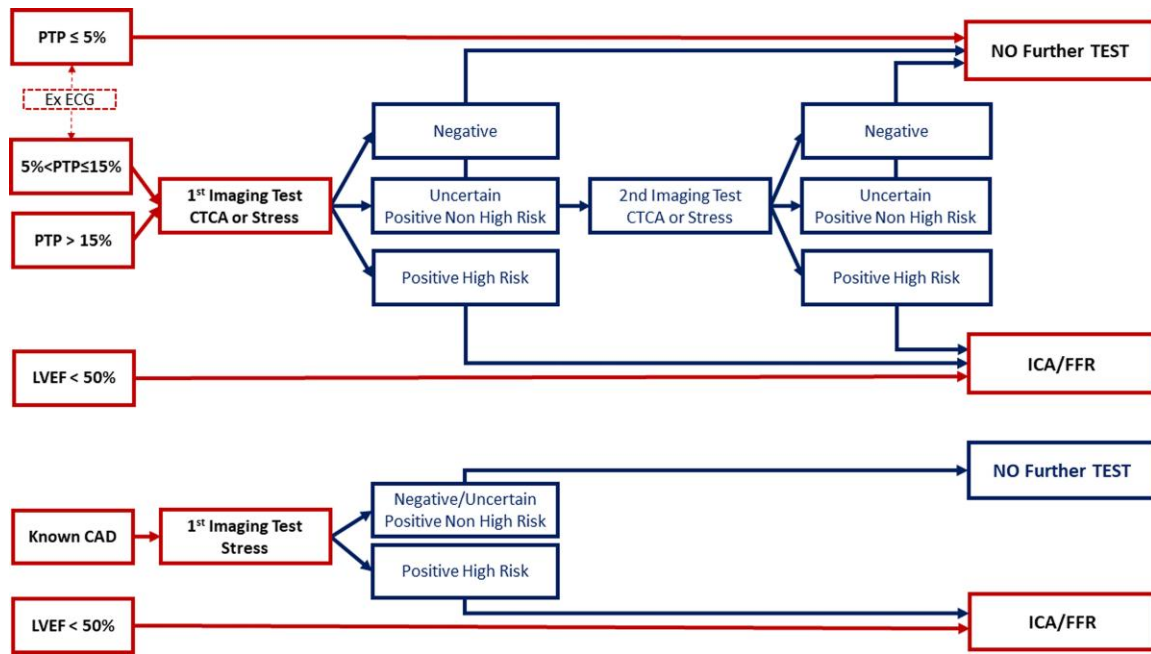 PTP ≤ 5%
NO Further TEST
Ex ECG
Negative
Negative
5%<PTP≤15%
1st Imaging Test
CTCA or Stress
Uncertain
Positive Non High Risk
2nd Imaging Test
CTCA or Stress
Uncertain
Positive Non High Risk
PTP > 15%
Positive High Risk
Positive High Risk
LVEF < 50%
ICA/FFR
NO Further TEST
Negative/Uncertain
Positive Non High Risk
Known CAD
1st Imaging Test
Stress
Positive High Risk
LVEF < 50%
ICA/FFR